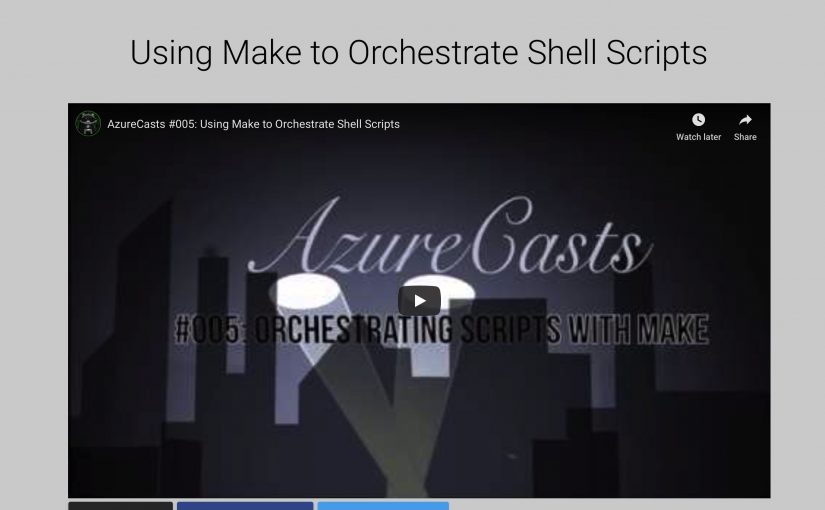 Using Make to Orchestrate Shell Scripts
AzureCasts #005: Using Make to Orchestrate Shell Scripts
Watch later
Share
AzureCasts
#005: ORCHESTRATING SCRIPTS WITH MAKE